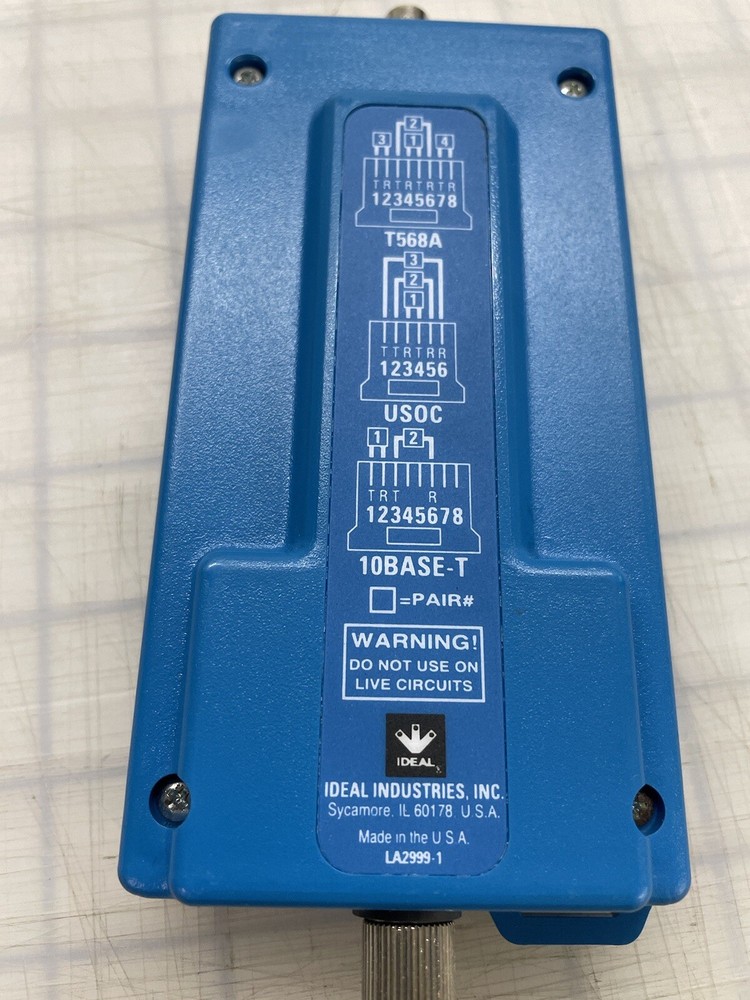 2
3 1 4
TRTRTRTR
12345678
T568A
3
2
1
TTRTRR
123456
USOC
1 2
TRT R
12345678
10BASE-T
=PAIR#
WARNING!
DO NOT USE ON
LIVE CIRCUITS
IDEAL
IDEAL INDUSTRIES, INC.
Sycamore, IL 60178 U.S.A.
Made in the U.S.A.
LA2999-1